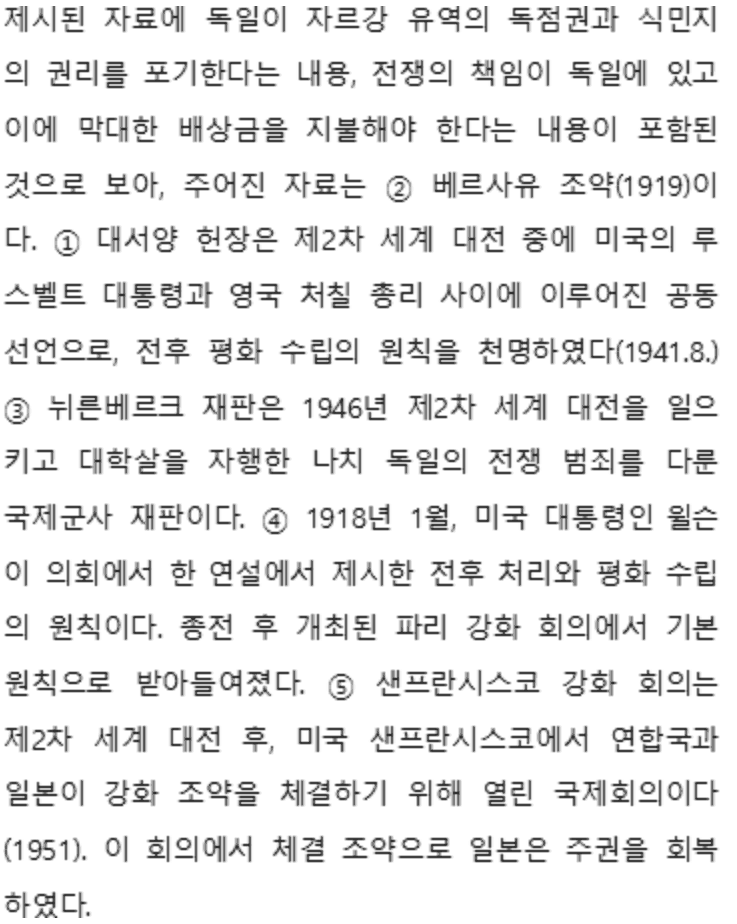 제시된 자료에 독일이 자르강 유역의 독점권과 식민지
의 권리를 포기한다는 내용, 전쟁의 책임이 독일에 있고
이에 막대한 배상금을 지불해야 한다는 내용이 포함된
것으로 보아, 주어진 자료는 ② 베르사유 조약(1919)이
다. ① 대서양 헌장은 제2차 세계 대전 중에 미국의 루
스벨트 대통령과 영국 처칠 총리 사이에 이루어진 공동
선언으로, 전후 평화 수립의 원칙을 천명하였다(1941.8.)
③ 뉘른베르크 재판은 1946년 제2차 세계 대전을 일으
키고 대학살을 자행한 나치 독일의 전쟁 범죄를 다룬
국제군사 재판이다. ④ 1918년 1월, 미국 대통령인 윌슨
이 의회에서 한 연설에서 제시한 전후 처리와 평화 수립
의 원칙이다. 종전 후 개최된 파리 강화 회의에서 기본
원칙으로 받아들여졌다. ⑤ 샌프란시스코 강화 회의는
제2차 세계 대전 후, 미국 샌프란시스코에서 연합국과
일본이 강화 조약을 체결하기 위해 열린 국제회의이다
(1951). 이 회의에서 체결 조약으로 일본은 주권을 회복
하였다.